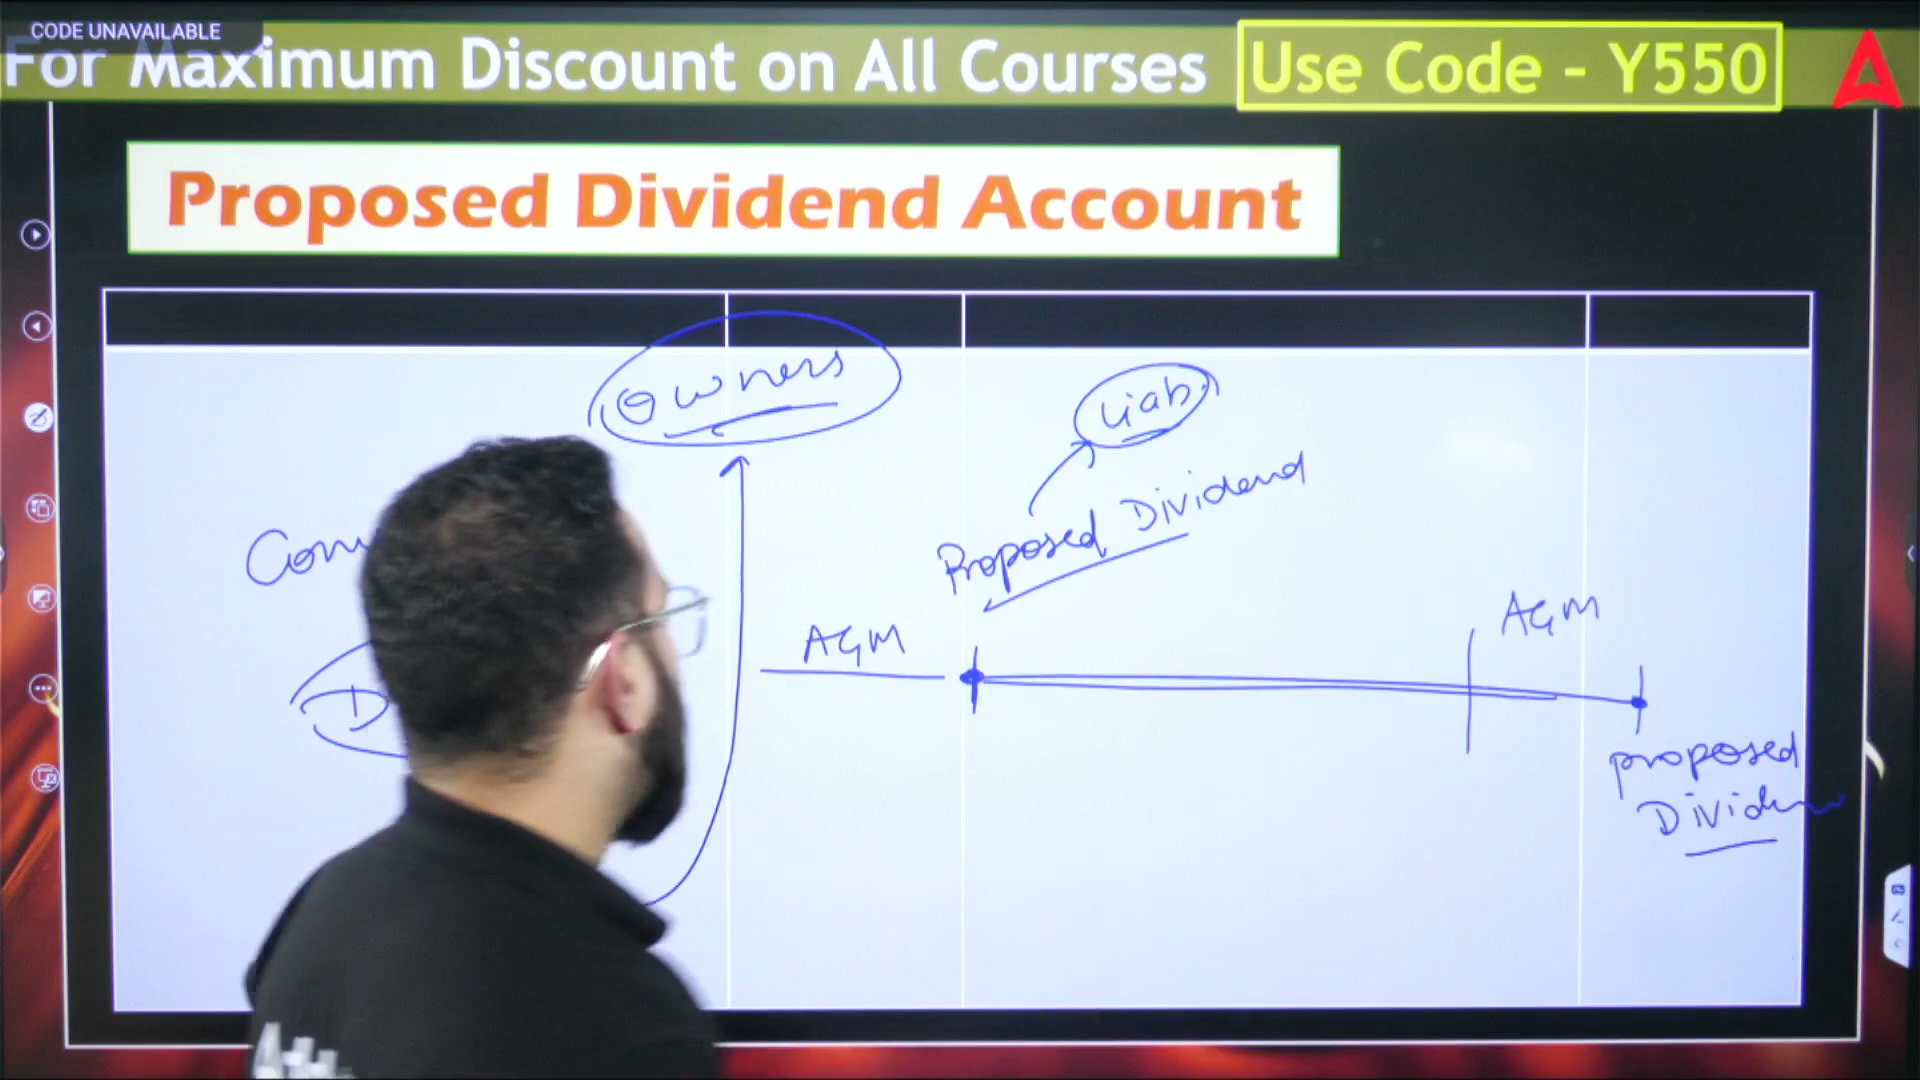 CODE UNAVAILABLE
For Maximum Discount on All Courses
Use Code - Y550
Proposed Dividend Account
Owners
Liab
Proposed Dividend
AGM
AGM
proposed